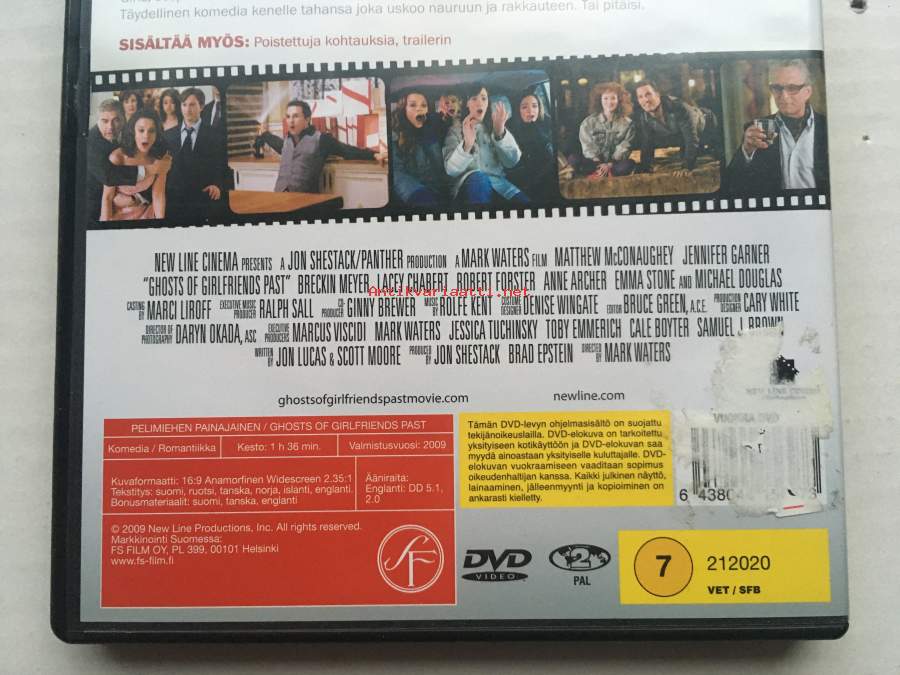 Täydellinen komedia kenelle tahansa joka uskoo nauruun ja rakkauteen. Tai pitäisi.
SISÄLTÄÄ MYÖS: Poistettuja kohtauksia, trailerin
NEW LINE CINEMA PRESENTS A JON SHESTACK/PANTHER PRODUCTION A MARK WATERS FILM MATTHEW McCONAUGHEY JENNIFER GARNER
"GHOSTS OF GIRLFRIENDS PAST" BRECKIN MEYER LACEY CHABERT ROBERT FORSTER ANNE ARCHER EMMA STONE AND MICHAEL DOUGLAS
Antikvariaatti.net
CASTING BY MARCI LIROFF EXECUTIVE MUSIC PRODUCER RALPH SALL CO-PRODUCER GINNY BREWER MUSIC BY ROLFE KENT COSTUME DESIGNER DENISE WINGATE EDITOR BRUCE GREEN, A.C.E. PRODUCTION DESIGNER CARY WHITE
DIRECTOR OF PHOTOGRAPHY DARYN OKADA, ASC EXECUTIVE PRODUCERS MARCUS VISCIDI MARK WATERS JESSICA TUCHINSKY TOBY EMMERICH CALE BOYTER SAMUEL J. BROWN
WRITTEN BY JON LUCAS & SCOTT MOORE PRODUCED BY JON SHESTACK BRAD EPSTEIN DIRECTED BY MARK WATERS
ghostsofgirlfriendspastmovie.com newline.com
NEW LINE CINEMA
PELIMIEHEN PAINAJAINEN / GHOSTS OF GIRLFRIENDS PAST
Komedia / Romantiikka Kesto: 1 h 36 min. Valmistusvuosi: 2009
Kuvaformaatti: 16:9 Anamorfinen Widescreen 2.35:1
Tekstitys: suomi, ruotsi, tanska, norja, islanti, englanti.
Bonusmateriaalit: suomi, tanska, englanti
Ääniraita:
Englanti: DD 5.1,
2.0
© 2009 New Line Productions, Inc. All rights reserved.
Markkinointi Suomessa:
FS FILM OY, PL 399, 00101 Helsinki
www.fs-film.fi
SF
Tämän DVD-levyn ohjelmasisältö on suojattu
tekijänoikeuslailla. DVD-elokuva on tarkoitettu
yksityiseen kotikäyttöön ja DVD-elokuvan saa
myydä ainoastaan yksityiselle kuluttajalle. DVD-
elokuvan vuokraamiseen vaaditaan sopimus
oikeudenhaltijan kanssa. Kaikki julkinen näyttö,
lainaaminen, jälleenmyynti ja kopioiminen on
ankarasti kielletty.
DVD
VIDEO
2
PAL
7
212020
VET / SFB